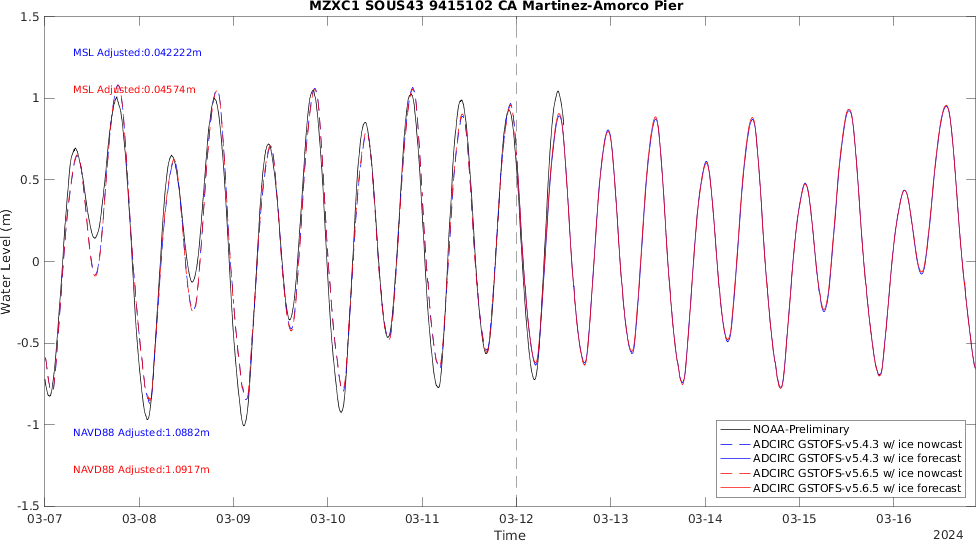 MZXC1 SOUS43 9415102 CA Martinez-Amorco Pier
1.5
MSL Adjusted:0.042222m
MSL Adjusted:0.04574m
1
0.5
0
-0.5
-1
-1.5
Water Level (m)
NAVD88 Adjusted:1.0882m
NAVD88 Adjusted:1.0917m
NOAA-Preliminary
ADCIRC GSTOFS-v5.4.3 w/ ice nowcast
ADCIRC GSTOFS-v5.4.3 w/ ice forecast
ADCIRC GSTOFS-v5.6.5 w/ ice nowcast
ADCIRC GSTOFS-v5.6.5 w/ ice forecast
03-07 03-08 03-09 03-10 03-11 03-12 03-13 03-14 03-15 03-16
Time
2024